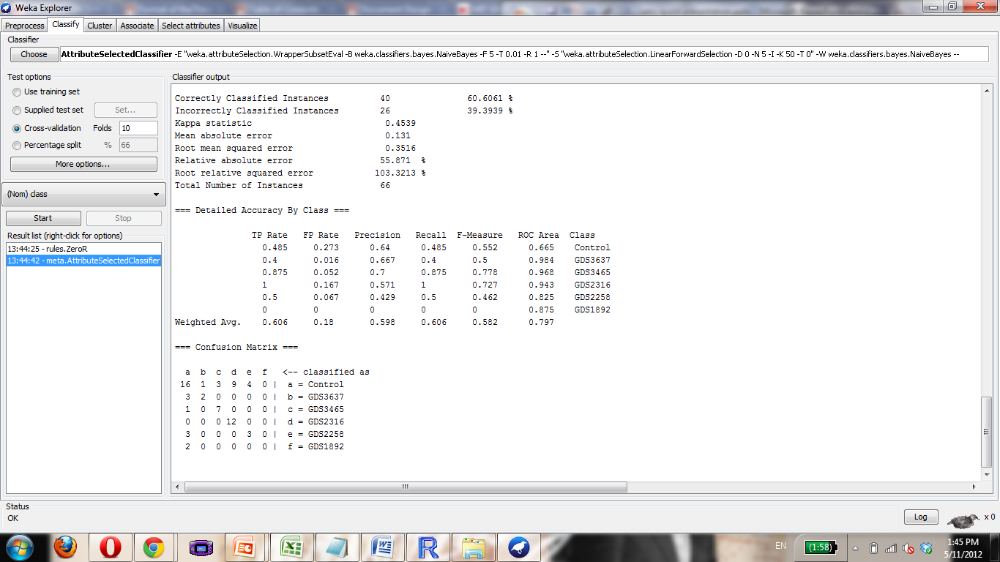 Weka Explorer
Preprocess Classify Cluster Associate Select attributes Visualize
Classifier
Choose AttributeSelectedClassifier -E "weka.attributeSelection.WrapperSubsetEval -B weka.classifiers.bayes.NaiveBayes -F 5 -T 0.01 -R 1 --" -S "weka.attributeSelection.LinearForwardSelection -D 0 -N 5 -I -K 50 -T 0" -W weka.classifiers.bayes.NaiveBayes --
Test options
Use training set
Supplied test set Set...
Cross-validation Folds 10
Percentage split % 66
More options...
(Nom) class
Start Stop
Result list (right-click for options)
13:44:25 - rules.ZeroR
13:44:42 - meta.AttributeSelectedClassifier
Classifier output
Correctly Classified Instances 40 60.6061 %
Incorrectly Classified Instances 26 39.3939 %
Kappa statistic 0.4539
Mean absolute error 0.131
Root mean squared error 0.3516
Relative absolute error 55.871 %
Root relative squared error 103.3213 %
Total Number of Instances 66
=== Detailed Accuracy By Class ===
TP Rate FP Rate Precision Recall F-Measure ROC Area Class
0.485 0.273 0.64 0.485 0.552 0.665 Control
0.4 0.016 0.667 0.4 0.5 0.984 GDS3637
0.875 0.052 0.7 0.875 0.778 0.968 GDS3465
1 0.167 0.571 1 0.727 0.943 GDS2316
0.5 0.067 0.429 0.5 0.462 0.825 GDS2258
0 0 0 0 0 0.875 GDS1892
Weighted Avg. 0.606 0.18 0.598 0.606 0.582 0.797
=== Confusion Matrix ===
a b c d e f <-- classified as
16 1 3 9 4 0 | a = Control
3 2 0 0 0 0 | b = GDS3637
1 0 7 0 0 0 | c = GDS3465
0 0 0 12 0 0 | d = GDS2316
3 0 0 0 3 0 | e = GDS2258
2 0 0 0 0 0 | f = GDS1892
Status
OK
Log x 0
EN (1:58) 1:45 PM
5/11/2012